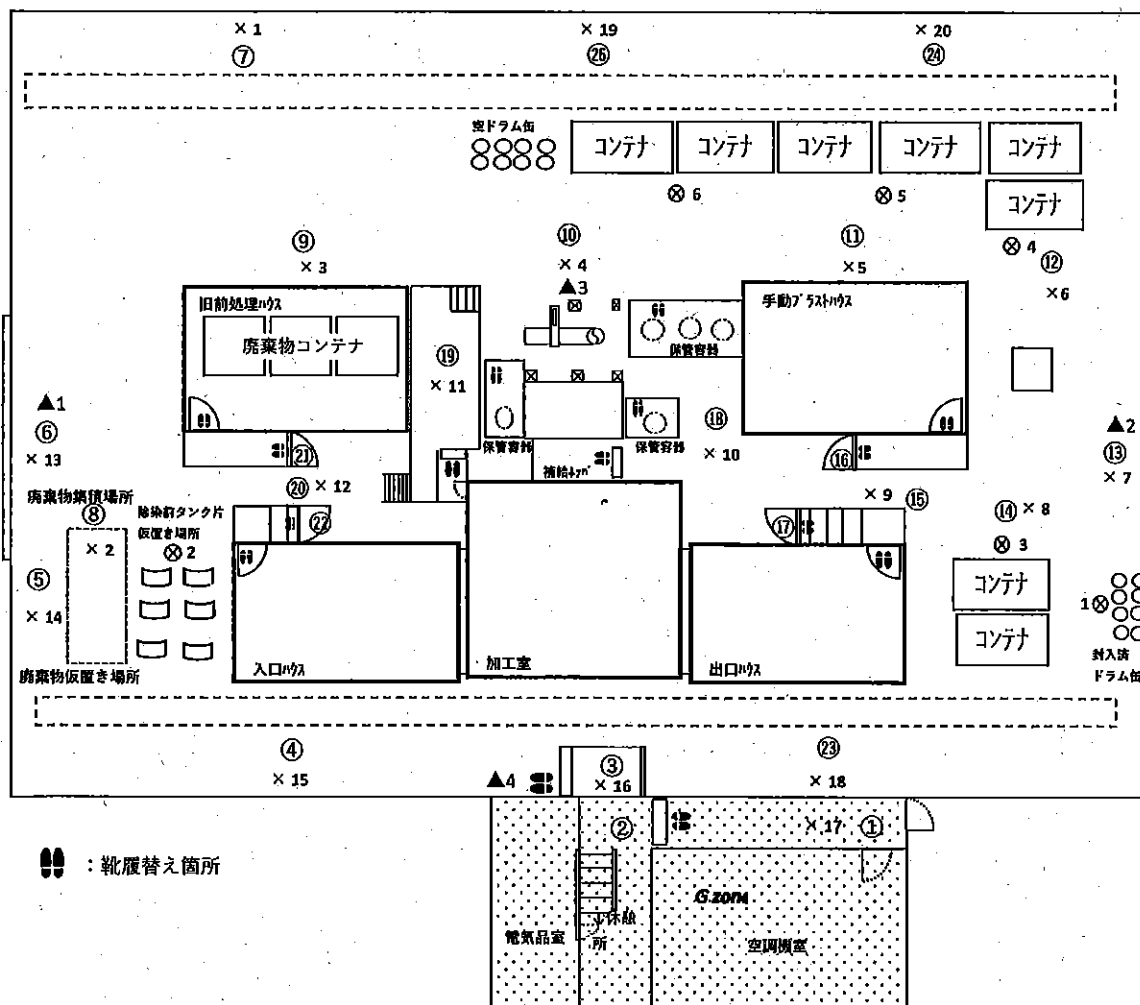 × 1
× 19
× 20
⑦
㉖
㉔
空ドラム缶
コンテナ
コンテナ
コンテナ
コンテナ
コンテナ
コンテナ
⊗ 6
⊗ 5
⊗ 4
⑨
⑩
⑪
⑫
× 3
× 4
× 5
× 6
▲3
旧前処理ハウス
廃棄物コンテナ
手動ブラストハウス
保管容器
⑲
× 11
▲1
⑥
× 13
▲2
⑬
× 7
⑱
× 10
保管容器
保管容器
㉑
⑯
⑳
× 12
× 9
⑮
⑭
× 8
廃棄物集積場所
⑧
除染前タンク片
仮置き場所
× 2
⊗ 2
㉒
⑰
⊗ 3
⑤
× 14
コンテナ
コンテナ
1 ⊗
封入済
ドラム缶
廃棄物仮置き場所
入口ハウス
加工室
出口ハウス
④
× 15
▲4
③
× 16
㉓
× 18
②
× 17
①
:靴履替え箇所
G.zone
休憩
所
電気品室
空調機室